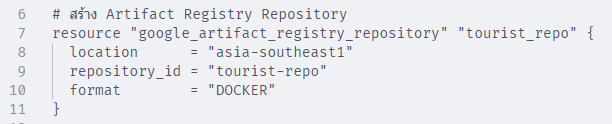 6 # สร้าง Artifact Registry Repository
7 resource "google_artifact_registry_repository" "tourist_repo" {
8   location      = "asia-southeast1"
9   repository_id = "tourist-repo"
10   format        = "DOCKER"
11 }